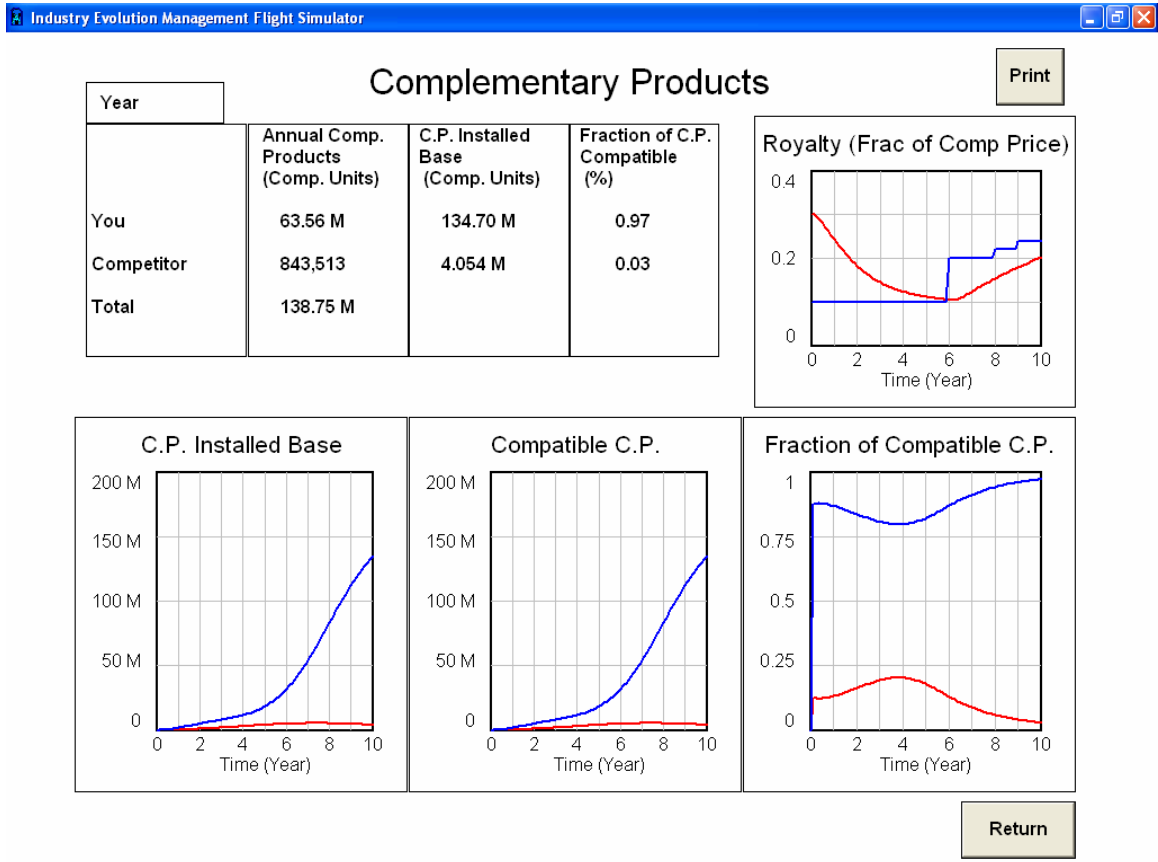 Industry Evolution Management Flight Simulator
Complementary Products
Print
Year
Annual Comp. Products (Comp. Units)
C.P. Installed Base (Comp. Units)
Fraction of C.P. Compatible (%)
You 63.56 M 134.70 M 0.97
Competitor 843,513 4.054 M 0.03
Total 138.75 M
Royalty (Frac of Comp Price)
0.4
0.2
0
0 2 4 6 8 10
Time (Year)
C.P. Installed Base
200 M
150 M
100 M
50 M
0
0 2 4 6 8 10
Time (Year)
Compatible C.P.
200 M
150 M
100 M
50 M
0
0 2 4 6 8 10
Time (Year)
Fraction of Compatible C.P.
1
0.75
0.5
0.25
0
0 2 4 6 8 10
Time (Year)
Return